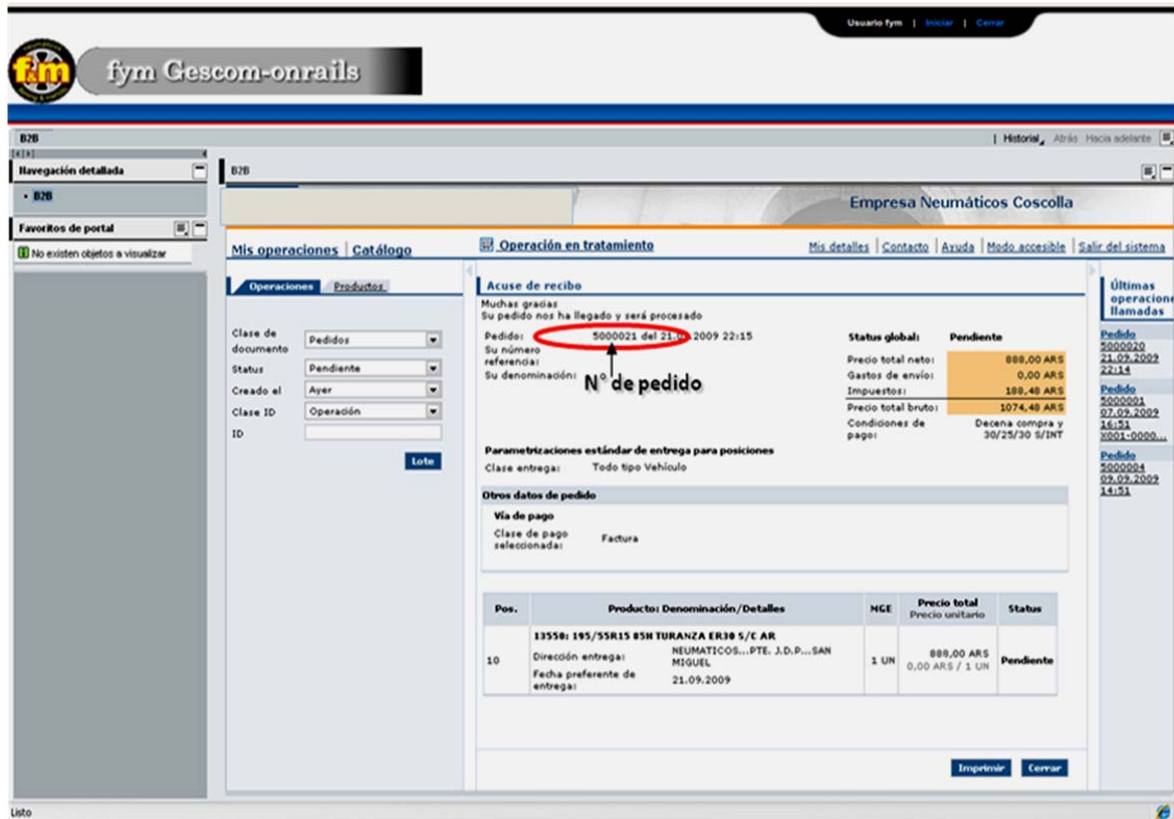 Usuario fym | Iniciar | Cerrar
f&m
fym Gescom-onrails
B2B
Historial Atrás Hacia adelante
Navegación detallada
B2B
B2B
Empresa Neumáticos Coscolla
Favoritos de portal
No existen objetos a visualizar
Mis operaciones | Catálogo
Operación en tratamiento
Mis detalles | Contacto | Ayuda | Modo accesible | Salir del sistema
Operaciones Productos
Clase de documento Pedidos
Status Pendiente
Creado el Ayer
Clase ID Operación
ID
Lote
Acuse de recibo
Muchas gracias
Su pedido nos ha llegado y será procesado
Pedido: 5000021 del 21. 2009 22:15
Su número
referencia:
Su denominación:
N° de pedido
Status global: Pendiente
Precio total neto: 888,00 ARS
Gastos de envío: 0,00 ARS
Impuestos: 188,48 ARS
Precio total bruto: 1074,48 ARS
Condiciones de pago: Decena compra y 30/25/30 S/INT
Parametrizaciones estándar de entrega para posiciones
Clase entrega: Todo tipo Vehículo
Otros datos de pedido
Vía de pago
Clase de pago seleccionada: Factura
Pos. Producto: Denominación/Detalles MGE Precio total Precio unitario Status
13558: 195/55R15 85H TURANZA ER30 S/C AR
10 Dirección entrega: NEUMATICOS...PTE. J.D.P...SAN MIGUEL 1 UN 888,00 ARS 0,00 ARS / 1 UN Pendiente
Fecha preferente de entrega: 21.09.2009
Imprimir Cerrar
Últimas
operacione
llamadas
Pedido
5000020
21.09.2009
22:14
Pedido
5000001
07.09.2009
16:51
X001-0000...
Pedido
5000004
09.09.2009
14:51
Listo